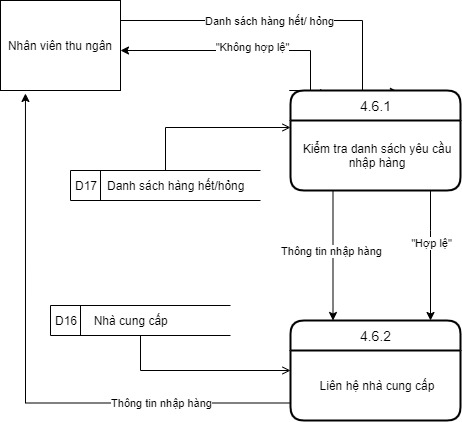 Danh sách hàng hết/ hỏng
Nhân viên thu ngân
"Không hợp lệ"
4.6.1
Kiểm tra danh sách yêu cầu
nhập hàng
D17
Danh sách hàng hết/hỏng
Thông tin nhập hàng
"Hợp lệ"
D16
Nhà cung cấp
4.6.2
Liên hệ nhà cung cấp
Thông tin nhập hàng